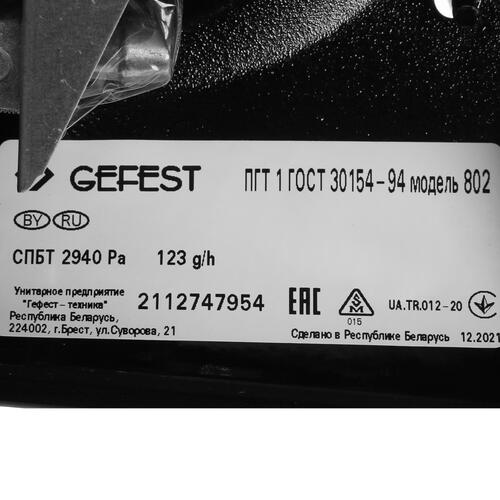 GEFEST ПГТ 1 ГОСТ 30154-94 модель 802
BY RU
СПБТ 2940 Pa 123 g/h
Унитарное предприятие
"Гефест-техника"
Республика Беларусь,
224002, г.Брест, ул.Суворова, 21
2112747954
EAC
015
UA.TR.012-20
Сделано в Республике Беларусь 12.2021